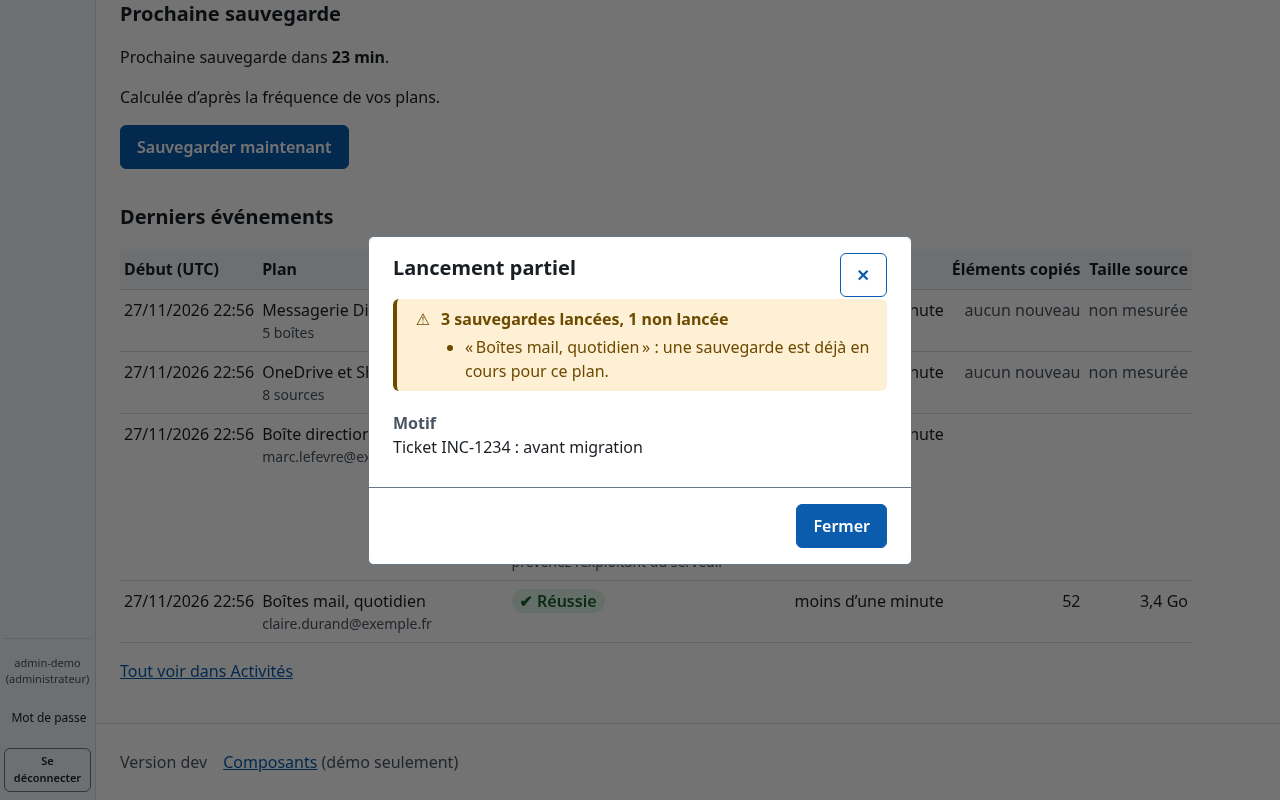 Prochaine sauvegarde
Prochaine sauvegarde dans 23 min.
Calculée d’après la fréquence de vos plans.
Sauvegarder maintenant
Derniers événements
Début (UTC) Plan Éléments copiés Taille source
27/11/2026 22:56 Messagerie aucun nouveau non mesurée
5 boîtes
27/11/2026 22:56 OneDrive et aucun nouveau non mesurée
8 sources
27/11/2026 22:56 Boîte direction
Lancement partiel
×
⚠ 3 sauvegardes lancées, 1 non lancée
• « Boîtes mail, quotidien » : une sauvegarde est déjà en
cours pour ce plan.
Motif
Ticket INC-1234 : avant migration
Fermer
27/11/2026 22:56 Boîtes mail, quotidien ✔ Réussie moins d’une minute 52 3,4 Go
claire.durand@exemple.fr
Tout voir dans Activités
admin-demo
(administrateur)
Mot de passe
Se
déconnecter
Version dev Composants (démo seulement)